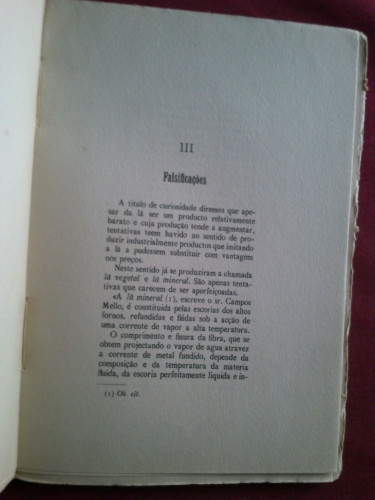 III
Falsificações
A titulo de curiosidade diremos que ape-
zar da lã ser um producto relativamente
barato e cuja produção tende a augmentar,
tentativas teem havido no sentido de pro-
duzir industrialmente productos que imitando
a lã a pudessem substituir com vantagem
nos preços.
Neste sentido já se produziram a chamada
lã vegetal e lã mineral. São apenas tenta-
tivas que carecem de ser aperfeiçoadas.
«A lã mineral (1), escreve o sr. Campos
Mello, é constituida pelas escorias dos altos
fornos, refundidas e fiádas sob a acção de
uma corrente de vapor a alta temperatura.
O comprimento e finura da fibra, que se
obtem projectando o vapor de agua atravez
a corrente de metal fundido, depende da
composição e da temperatura da materia
fluida, da escoria perfeitamente liquida e in-
(1) Ob. cit.